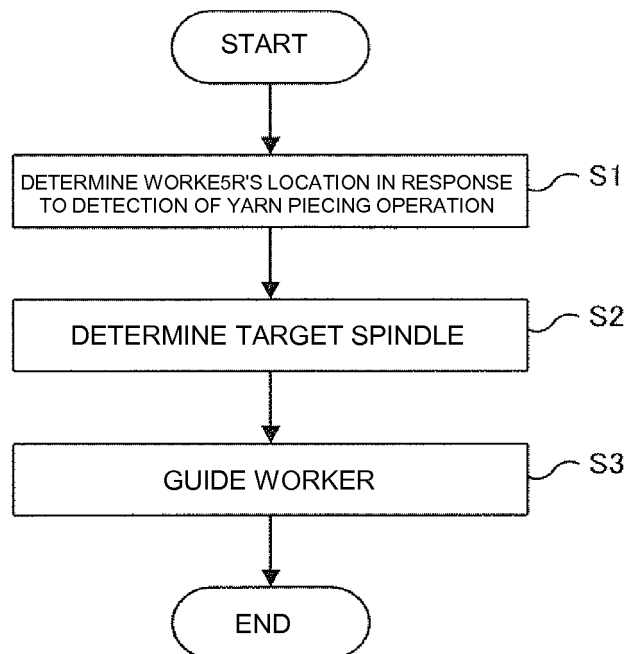 START
DETERMINE WORKE5R'S LOCATION IN RESPONSE
TO DETECTION OF YARN PIECING OPERATION
S1
DETERMINE TARGET SPINDLE
S2
GUIDE WORKER
S3
END